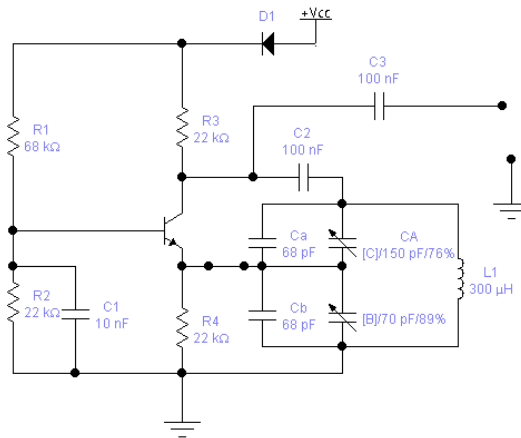 D1
+Vcc
C3
100 nF
R1
68 kΩ
R3
22 kΩ
C2
100 nF
Ca
68 pF
CA
[C]/150 pF/76%
L1
300 µH
R2
22 kΩ
C1
10 nF
R4
22 kΩ
Cb
68 pF
[B]/70 pF/89%